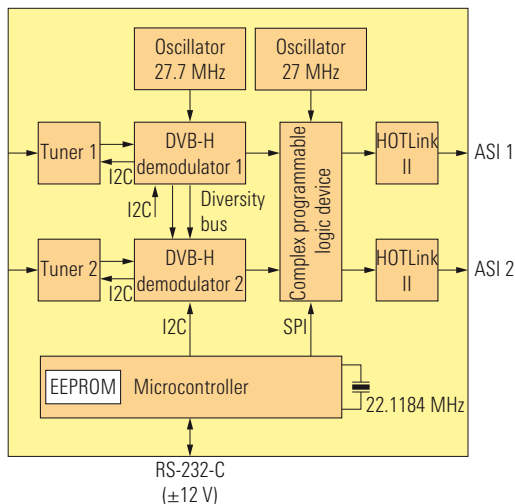 Oscillator
27.7 MHz
Oscillator
27 MHz
Tuner 1
I2C
DVB-H
demodulator 1
I2C
Diversity
bus
Complex programmable
logic device
HOTLink
II
ASI 1
Tuner 2
I2C
DVB-H
demodulator 2
HOTLink
II
ASI 2
I2C
SPI
EEPROM
Microcontroller
22.1184 MHz
RS-232-C
(±12 V)